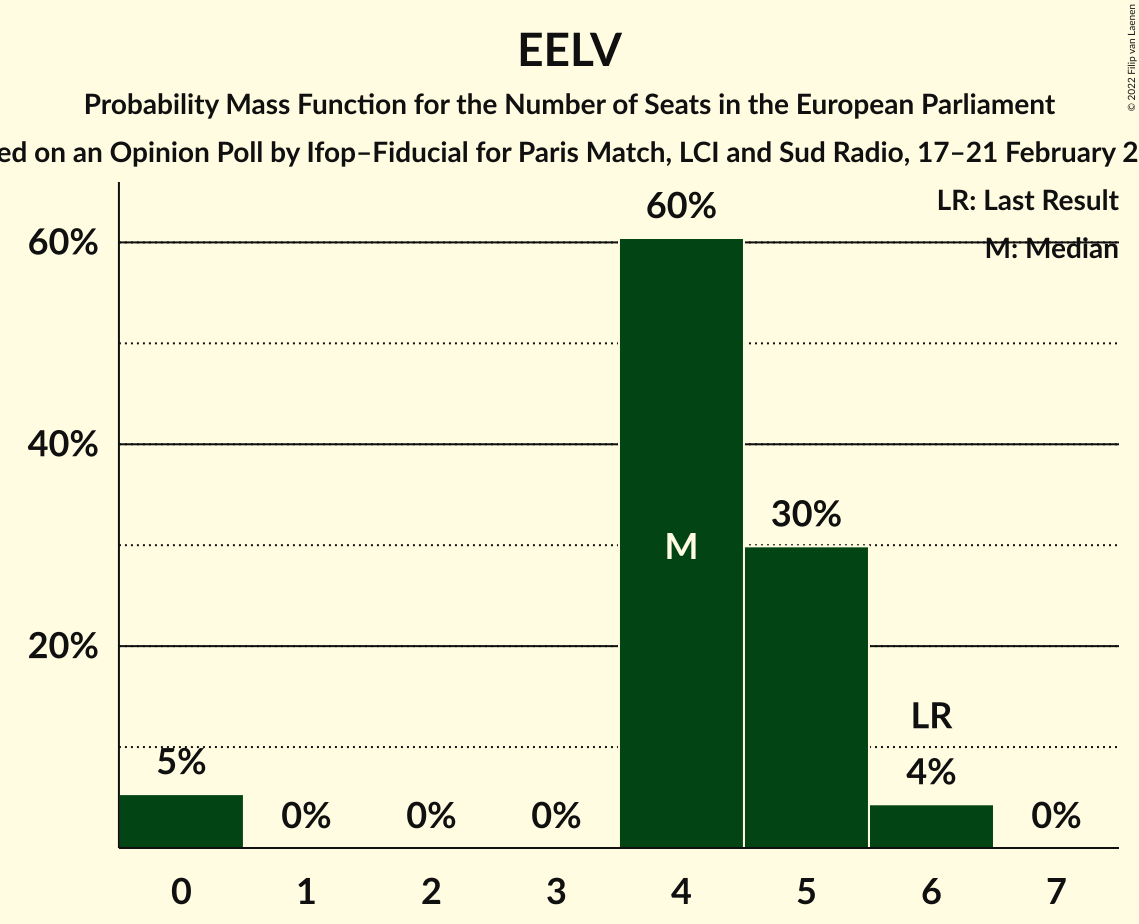 EELV
Probability Mass Function for the Number of Seats in the European Parliament
ed on an Opinion Poll by Ifop–Fiducial for Paris Match, LCI and Sud Radio, 17–21 February 2
© 2022 Filip van Laenen
LR: Last Result
M: Median
60%
40%
20%
5%
0%
0%
0%
60%
M
30%
LR
4%
0%
0 1 2 3 4 5 6 7